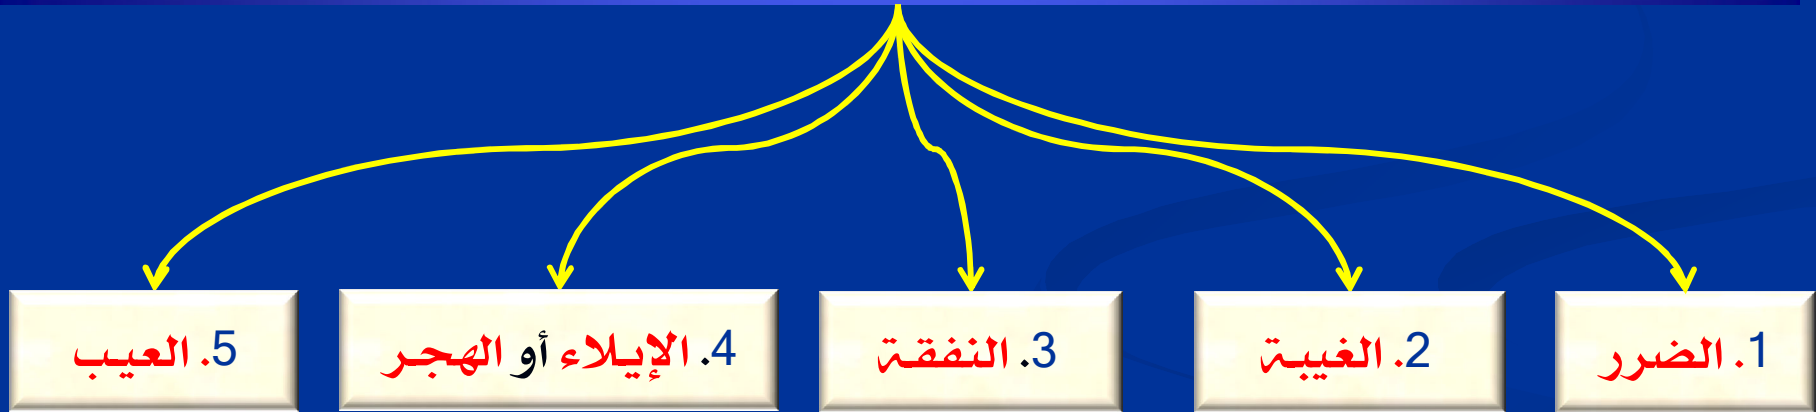 1. الضرر
2. الغيبة
3. النفقة
4. الإيلاء أو الهجر
5. العيب